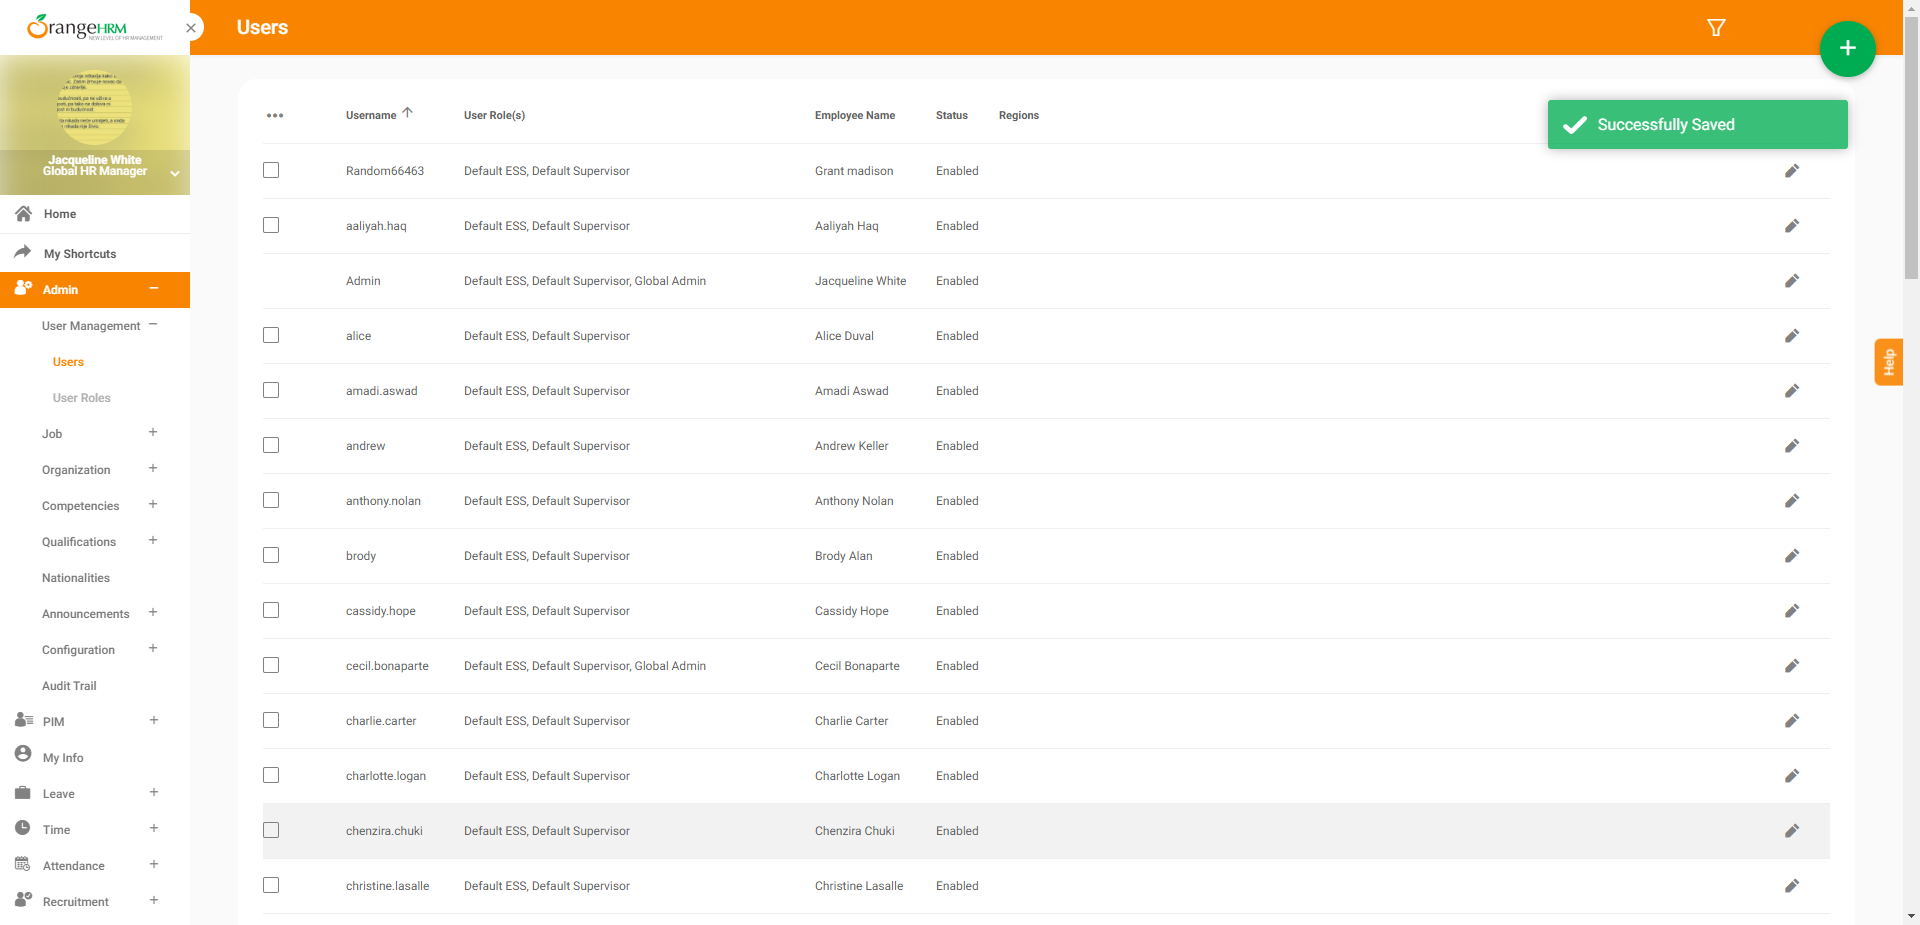 OrangeHRM
NEW LEVEL OF HR MANAGEMENT
Users
Jacqueline White
Global HR Manager
Home
My Shortcuts
Admin
User Management
Users
User Roles
Job
Organization
Competencies
Qualifications
Nationalities
Announcements
Configuration
Audit Trail
PIM
My Info
Leave
Time
Attendance
Recruitment
Username User Role(s) Employee Name Status Regions
Successfully Saved
Random66463 Default ESS, Default Supervisor Grant madison Enabled
aaliyah.haq Default ESS, Default Supervisor Aaliyah Haq Enabled
Admin Default ESS, Default Supervisor, Global Admin Jacqueline White Enabled
alice Default ESS, Default Supervisor Alice Duval Enabled
amadi.aswad Default ESS, Default Supervisor Amadi Aswad Enabled
andrew Default ESS, Default Supervisor Andrew Keller Enabled
anthony.nolan Default ESS, Default Supervisor Anthony Nolan Enabled
brody Default ESS, Default Supervisor Brody Alan Enabled
cassidy.hope Default ESS, Default Supervisor Cassidy Hope Enabled
cecil.bonaparte Default ESS, Default Supervisor, Global Admin Cecil Bonaparte Enabled
charlie.carter Default ESS, Default Supervisor Charlie Carter Enabled
charlotte.logan Default ESS, Default Supervisor Charlotte Logan Enabled
chenzira.chuki Default ESS, Default Supervisor Chenzira Chuki Enabled
christine.lasalle Default ESS, Default Supervisor Christine Lasalle Enabled
Help